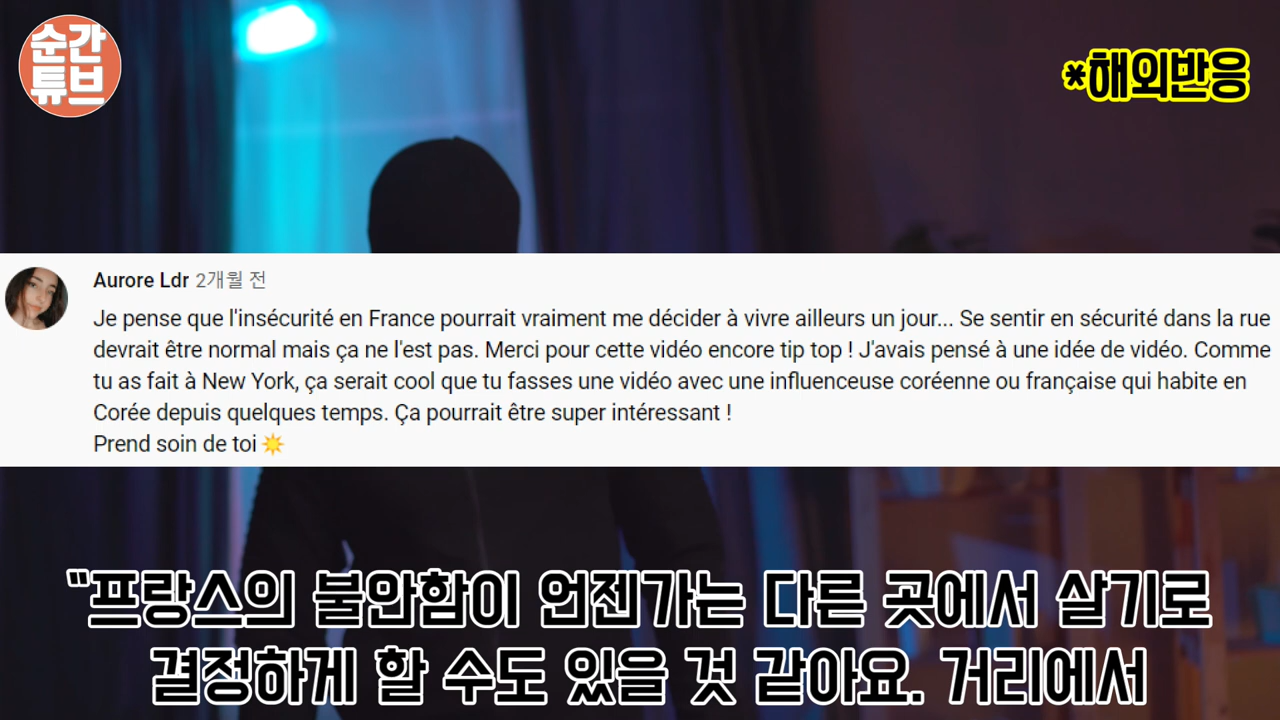 순간
튜브
*해외반응
Aurore Ldr 2개월 전
Je pense que l'insécurité en France pourrait vraiment me décider à vivre ailleurs un jour... Se sentir en sécurité dans la rue
devrait être normal mais ça ne l'est pas. Merci pour cette vidéo encore tip top ! J'avais pensé à une idée de vidéo. Comme
tu as fait à New York, ça serait cool que tu fasses une vidéo avec une influenceuse coréenne ou française qui habite en
Corée depuis quelques temps. Ça pourrait être super intéressant !
Prend soin de toi ☀️
“프랑스의 불안함이 언젠가는 다른 곳에서 살기로
결정하게 할 수도 있을 것 같아요. 거리에서